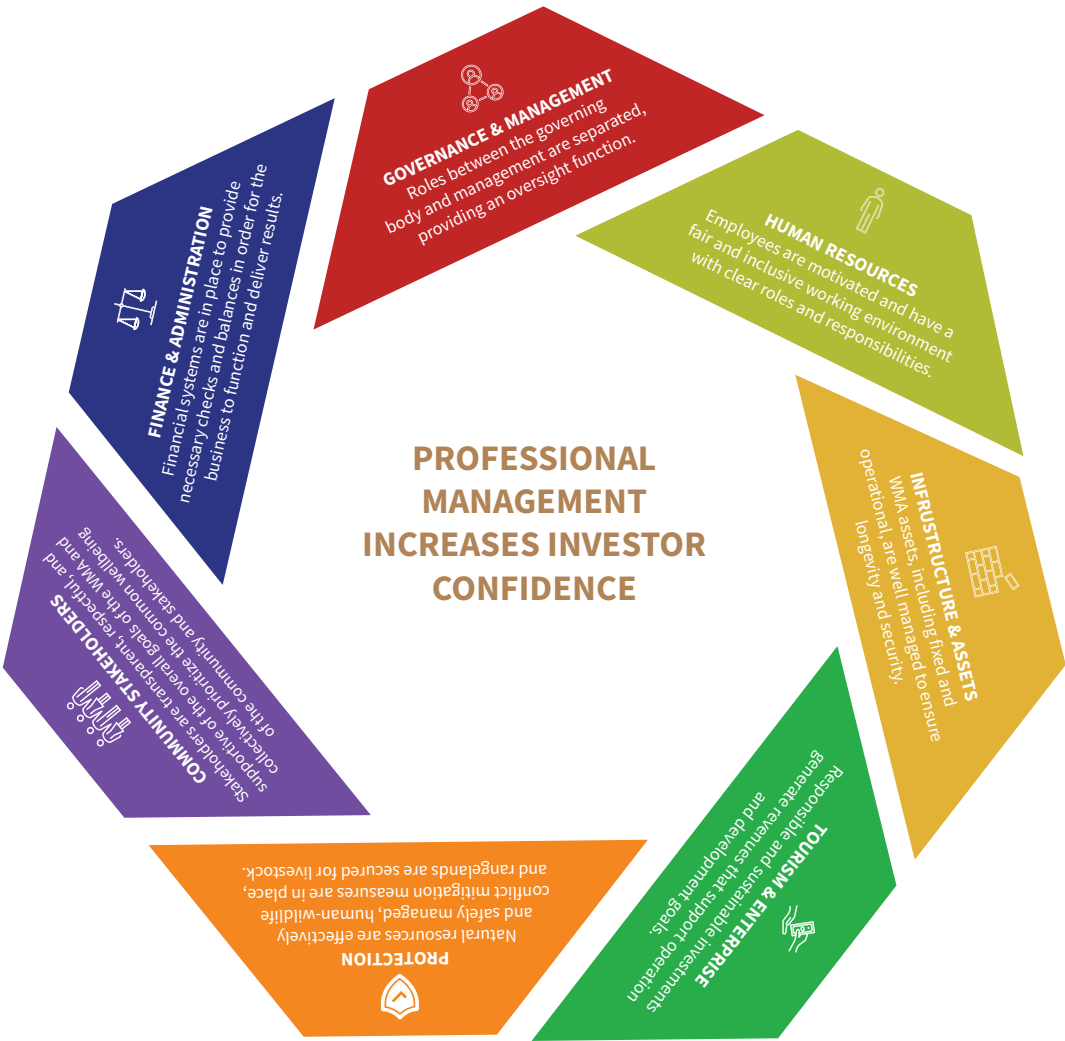 GOVERNANCE & MANAGEMENT
Roles between the governing
body and management are separated,
providing an oversight function.
HUMAN RESOURCES
Employees are motivated and have a
fair and inclusive working environment
with clear roles and responsibilities.
INFRUSTRUCTURE & ASSETS
WMA assets, including fixed and
operational, are well managed to ensure
longevity and security.
TOURISM & ENTERPRISE
Responsible and sustainable investments
generate revenues that support operation
and development goals.
PROTECTION
Natural resources are effectively
and safely managed, human-wildlife
conflict mitigation measures are in place,
and rangelands are secured for livestock.
COMMUNITY STAKEHOLDERS
Stakeholders are transparent, respectful, and
supportive of the overall goals of the WMA and
collectively prioritize the common wellbeing
of the community and stakeholders.
FINANCE & ADMINISTRATION
Financial systems are in place to provide
necessary checks and balances in order for the
business to function and deliver results.
PROFESSIONAL
MANAGEMENT
INCREASES INVESTOR
CONFIDENCE